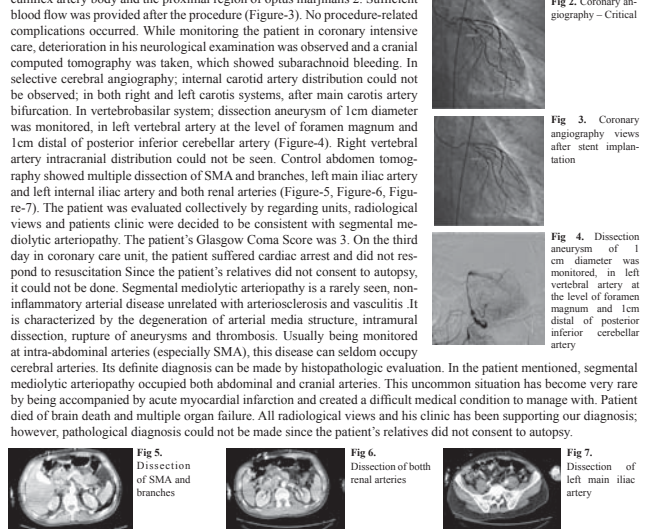 cumflex artery body and the proximal region of optus marjinalis 2. Sufficient
blood flow was provided after the procedure (Figure-3). No procedure-related
complications occurred. While monitoring the patient in coronary intensive
care, deterioration in his neurological examination was observed and a cranial
computed tomography was taken, which showed subarachnoid bleeding. In
selective cerebral angiography; internal carotid artery distribution could not
be observed; in both right and left carotis systems, after main carotis artery
bifurcation. In vertebrobasilar system; dissection aneurysm of 1cm diameter
was monitored, in left vertebral artery at the level of foramen magnum and
1cm distal of posterior inferior cerebellar artery (Figure-4). Right vertebral
artery intracranial distribution could not be seen. Control abdomen tomog-
raphy showed multiple dissection of SMA and branches, left main iliac artery
and left internal iliac artery and both renal arteries (Figure-5, Figure-6, Figu-
re-7). The patient was evaluated collectively by regarding units, radiological
views and patients clinic were decided to be consistent with segmental me-
diolytic arteriopathy. The patient's Glasgow Coma Score was 3. On the third
day in coronary care unit, the patient suffered cardiac arrest and did not res-
pond to resuscitation Since the patient's relatives did not consent to autopsy,
it could not be done. Segmental mediolytic arteriopathy is a rarely seen, non-
inflammatory arterial disease unrelated with arteriosclerosis and vasculitis .It
is characterized by the degeneration of arterial media structure, intramural
dissection, rupture of aneurysms and thrombosis. Usually being monitored
at intra-abdominal arteries (especially SMA), this disease can seldom occupy
cerebral arteries. Its definite diagnosis can be made by histopathologic evaluation. In the patient mentioned, segmental
mediolytic arteriopathy occupied both abdominal and cranial arteries. This uncommon situation has become very rare
by being accompanied by acute myocardial infarction and created a difficult medical condition to manage with. Patient
died of brain death and multiple organ failure. All radiological views and his clinic has been supporting our diagnosis;
however, pathological diagnosis could not be made since the patient's relatives did not consent to autopsy.
Fig 2. Coronary an-
giography – Critical
Fig 3. Coronary
angiography views
after stent implan-
tation
Fig 4. Dissection
aneurysm of 1
cm diameter was
monitored, in left
vertebral artery at
the level of foramen
magnum and 1cm
distal of posterior
inferior cerebellar
artery
Fig 5.
Dissection
of SMA and
branches
Fig 6.
Dissection of both
renal arteries
Fig 7.
Dissection of
left main iliac
artery